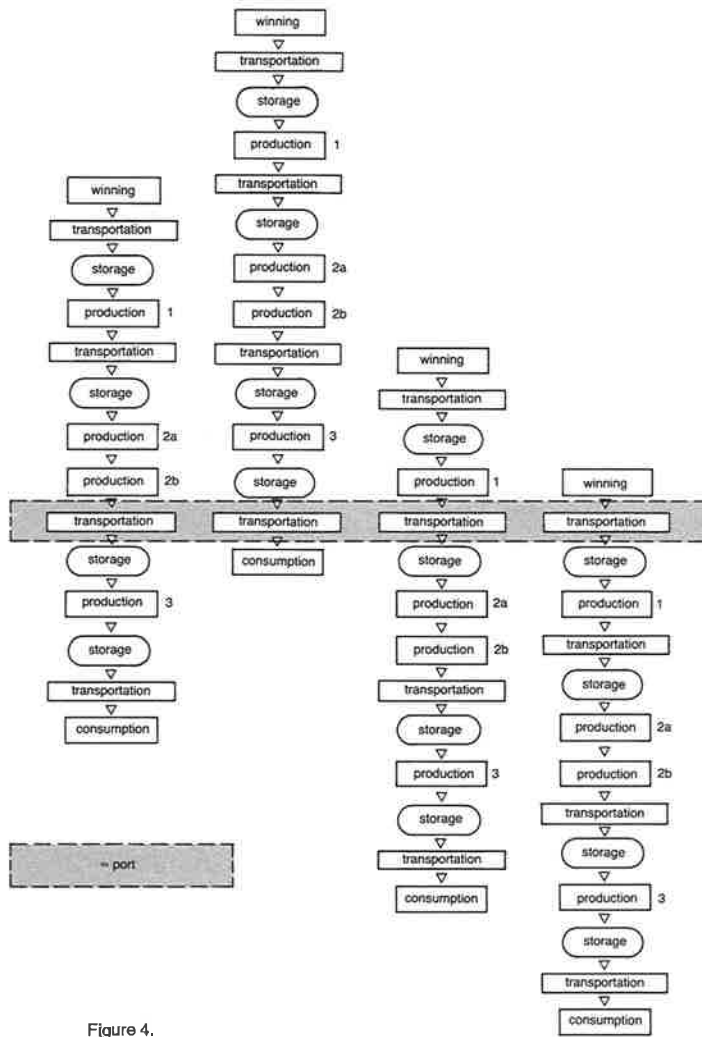 winning
transportation
storage
production 1
transportation
storage
production 2a
production 2b
transportation
storage
production 3
storage
transportation
consumption
winning
transportation
storage
production 1
transportation
storage
production 2a
production 2b
transportation
storage
production 3
storage
transportation
consumption
winning
transportation
storage
production 1
transportation
storage
production 2a
production 2b
transportation
storage
production 3
storage
transportation
consumption
winning
transportation
storage
production 1
transportation
storage
production 2a
production 2b
transportation
storage
production 3
storage
transportation
consumption
= port
Figure 4.